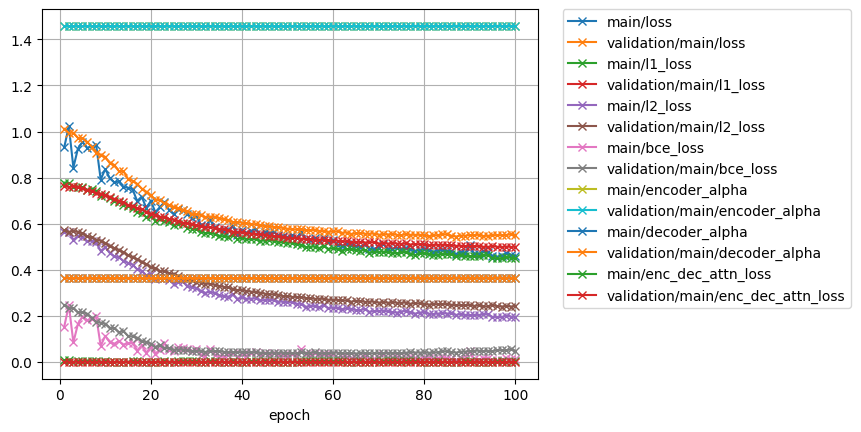 1.4
1.2
1.0
0.8
0.6
0.4
0.2
0.0
0
20
40
60
80
100
epoch
main/loss
validation/main/loss
main/l1_loss
validation/main/l1_loss
main/l2_loss
validation/main/l2_loss
main/bce_loss
validation/main/bce_loss
main/encoder_alpha
validation/main/encoder_alpha
main/decoder_alpha
validation/main/decoder_alpha
main/enc_dec_attn_loss
validation/main/enc_dec_attn_loss